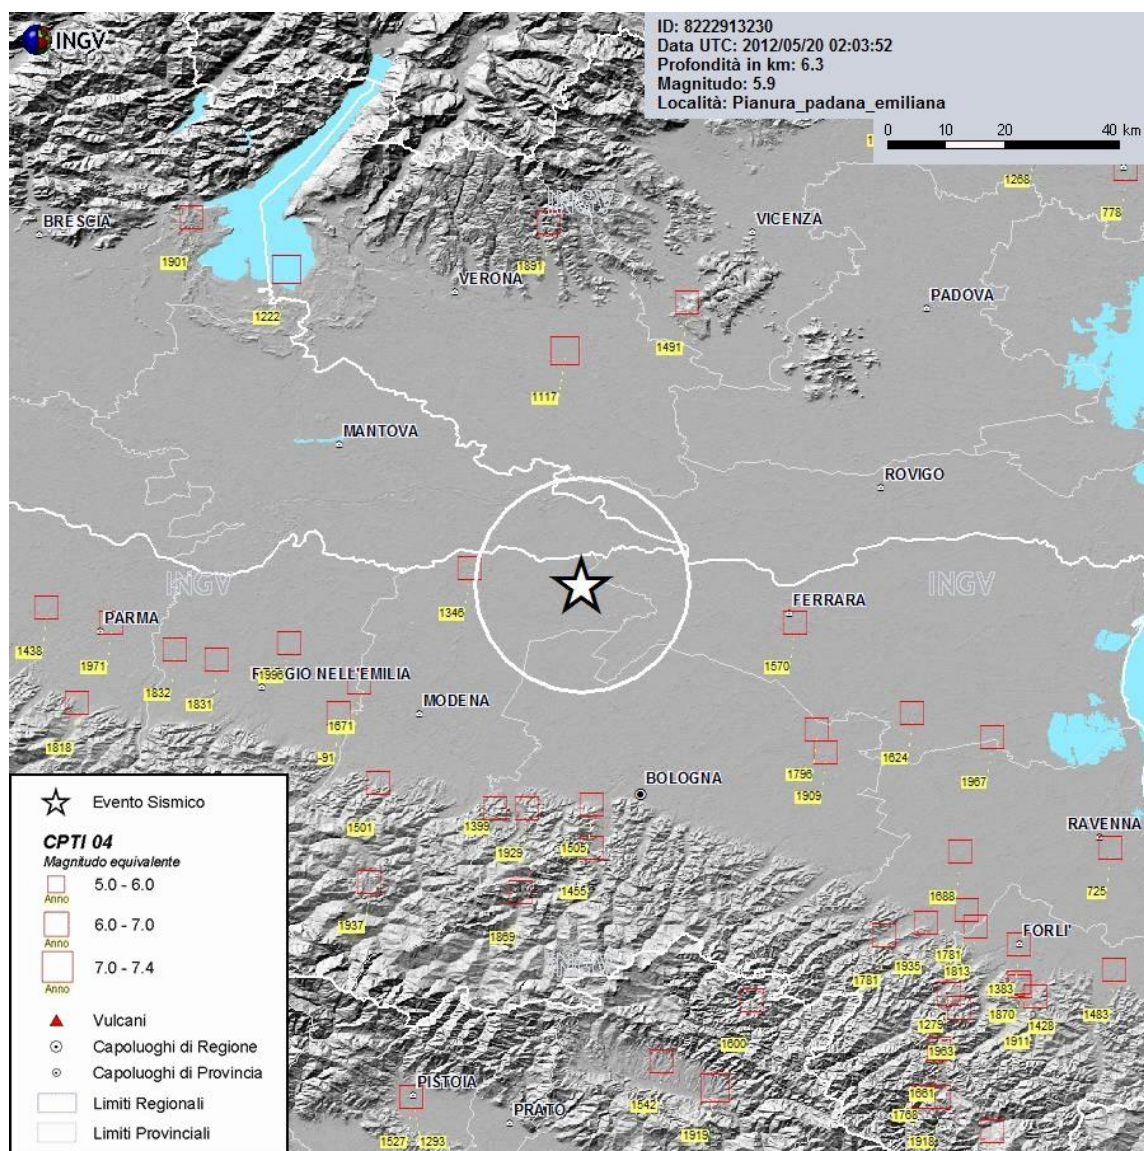 INGV
ID: 8222913230
Data UTC: 2012/05/20 02:03:52
Profondità in km: 6.3
Magnitudo: 5.9
Località: Pianura_padana_emiliana
0 10 20 40 km
1268
778
BRESCIA
1901
INGV
VICENZA
1891
VERONA
PADOVA
1222
1491
1117
MANTOVA
ROVIGO
INGV
INGV
1346
FERRARA
PARMA
1438
1971
1570
REGGIO NELL'EMILIA
1996
1832
1831
MODENA
1671
1818
-91
1624
1796
1967
1909
BOLOGNA
1501
1399
1929
1505
RAVENNA
1455
1688
725
1937
1869
FORLI'
INGV
1781
1935
1781
1813
1383
1279
1870
1428
1483
1600
1963
1911
1661
1542
1768
PISTOIA
PRATO
1527
1293
1915
1918
Evento Sismico
CPTI 04
Magnitudo equivalente
5.0 - 6.0
Anno
6.0 - 7.0
Anno
7.0 - 7.4
Anno
Vulcani
Capoluoghi di Regione
Capoluoghi di Provincia
Limiti Regionali
Limiti Provinciali